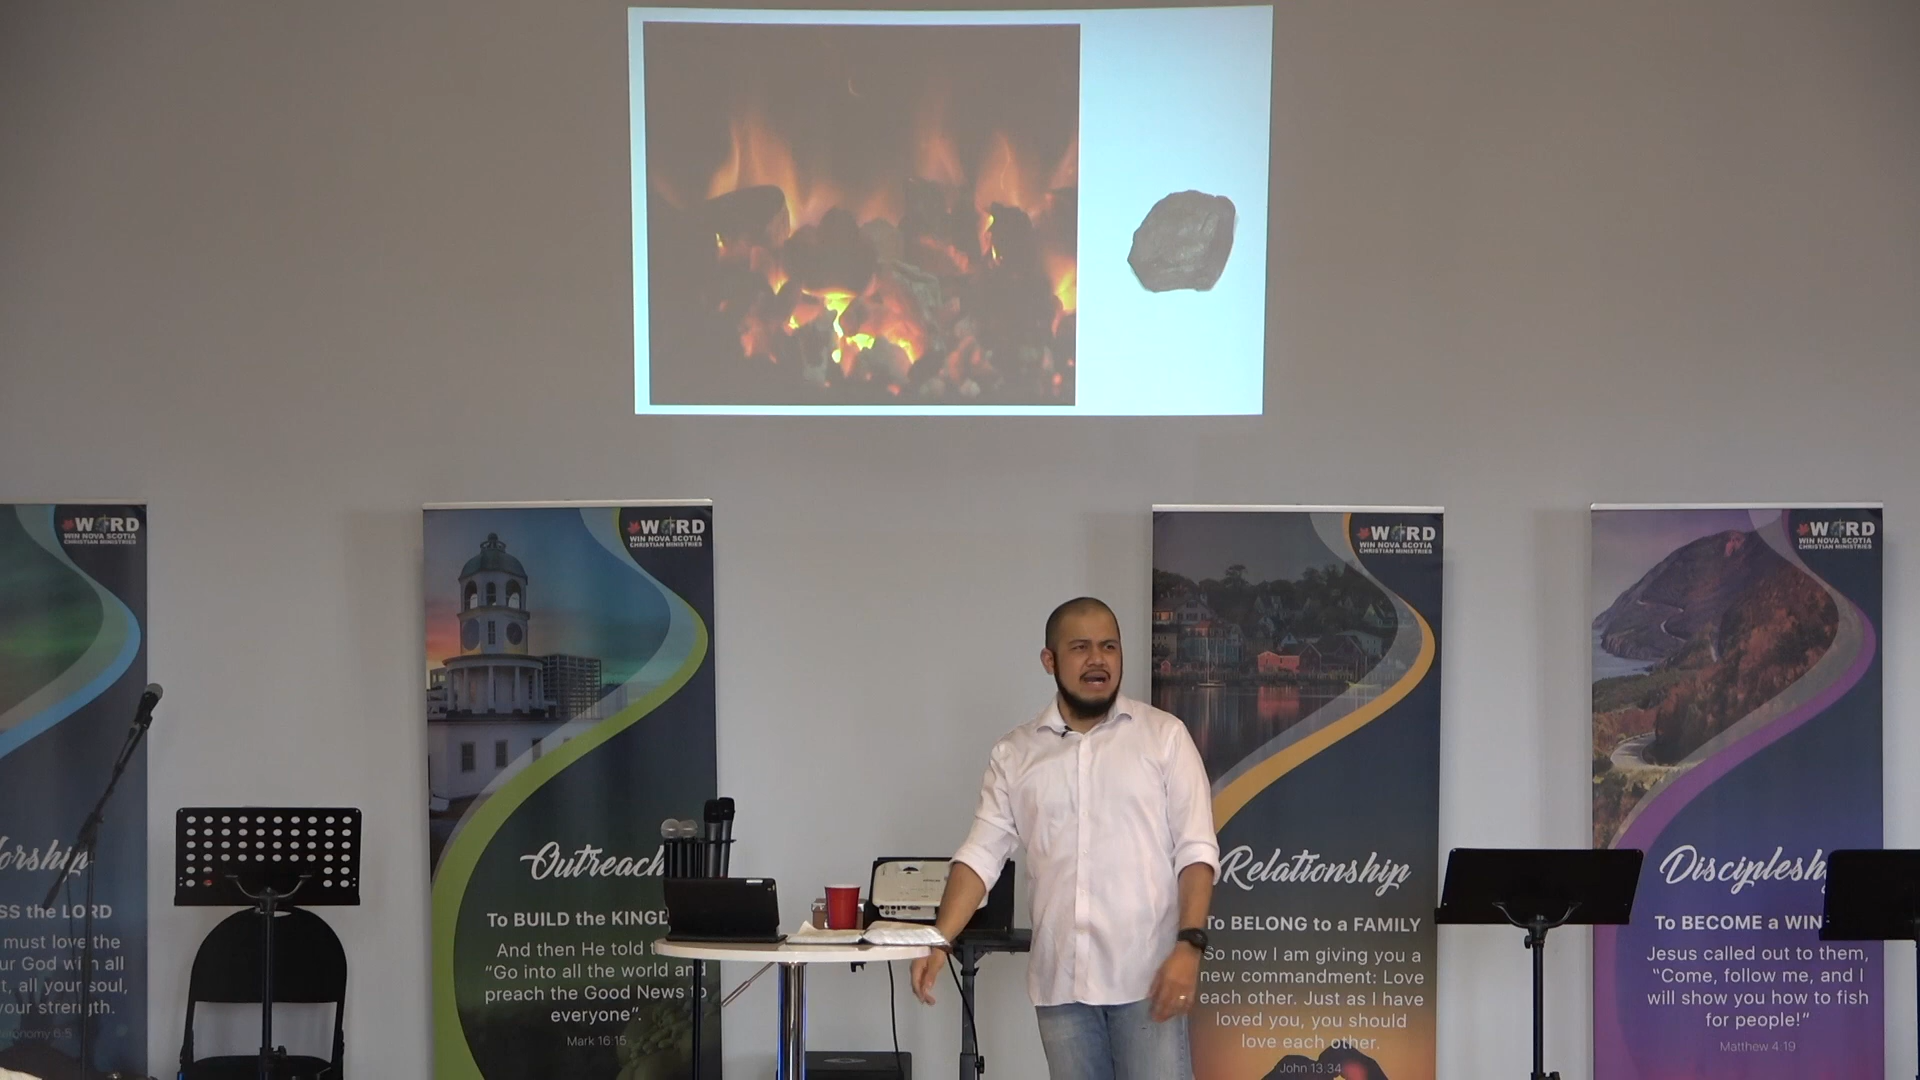 WORD
WIN NOVA SCOTIA
CHRISTIAN MINISTRIES
SS the LORD
must love the
ur God with all
t, all your soul,
your strength.
6:5
WORD
WIN NOVA SCOTIA
CHRISTIAN MINISTRIES
Outreach
To BUILD the KINGD
And then He told t
“Go into all the world and
preach the Good News to
everyone”.
Mark 16:15
WORD
WIN NOVA SCOTIA
CHRISTIAN MINISTRIES
Relationship
To BELONG to a FAMILY
So now I am giving you a
new commandment: Love
each other. Just as I have
loved you, you should
love each other.
John 13:34
WORD
WIN NOVA SCOTIA
CHRISTIAN MINISTRIES
Disciplesh
To BECOME a WIN
Jesus called out to them,
“Come, follow me, and I
will show you how to fish
for people!”
Matthew 4:19